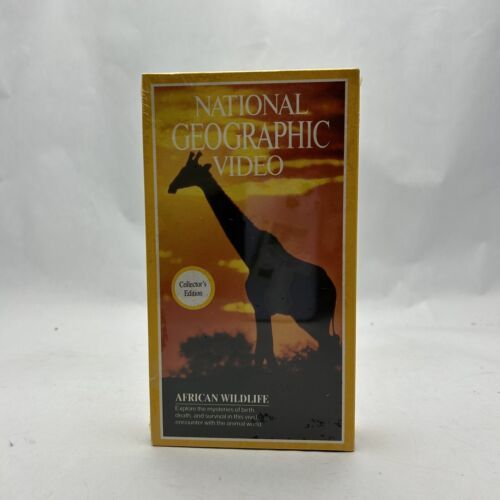 NATIONAL
GEOGRAPHIC
VIDEO
Collector's
Edition
AFRICAN WILDLIFE
Explore the mysteries of birth,
death, and survival in this vivid
encounter with the animal world.